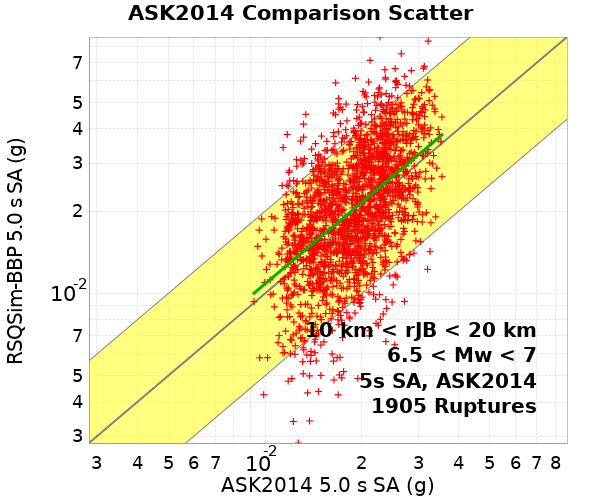 ASK2014 Comparison Scatter
RSQSim-BBP 5.0 s SA (g)
7
5
4
3
2
10-2
7
5
4
3
10 km < rJB < 20 km
6.5 < Mw < 7
5s SA, ASK2014
1905 Ruptures
3 4 5 6 7 10-2 2 3 4 5 6 7 8
ASK2014 5.0 s SA (g)